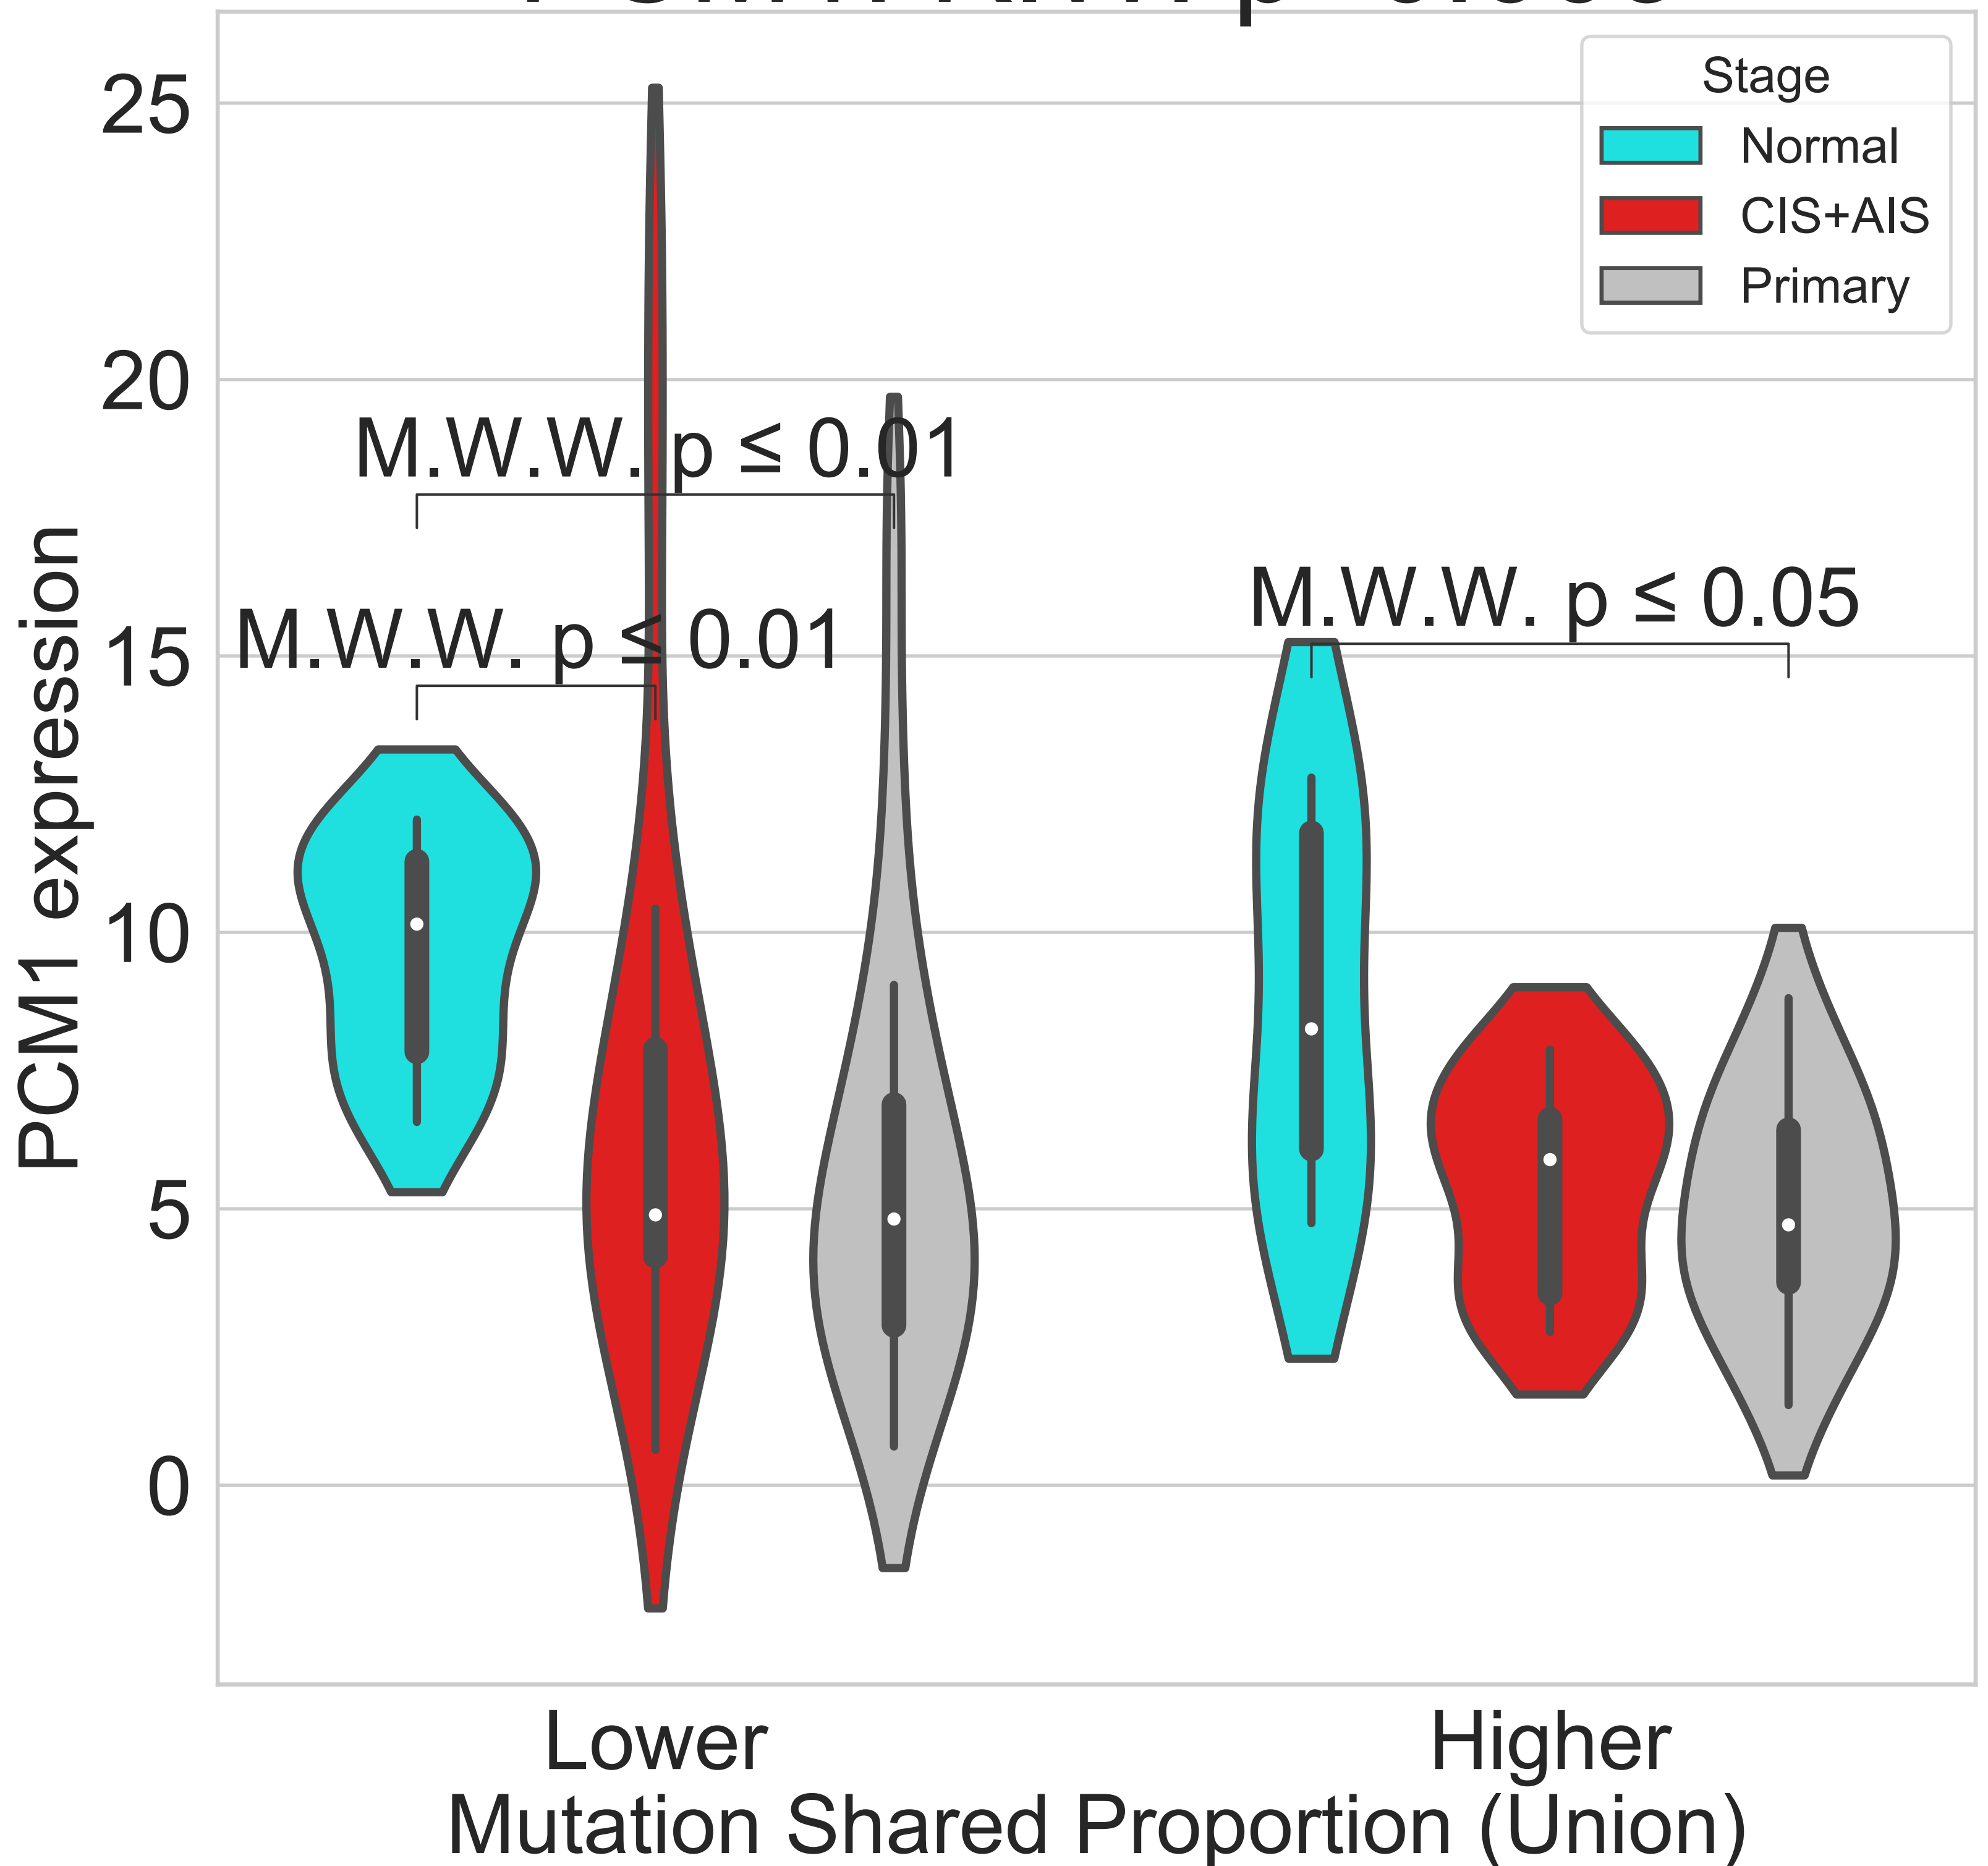 Stage
Normal
CIS+AIS
Primary
25
20
15
10
5
0
PCM1 expression
M.W.W. p ≤ 0.01
M.W.W. p ≤ 0.01
M.W.W. p ≤ 0.05
Lower
Higher
Mutation Shared Proportion (Union)